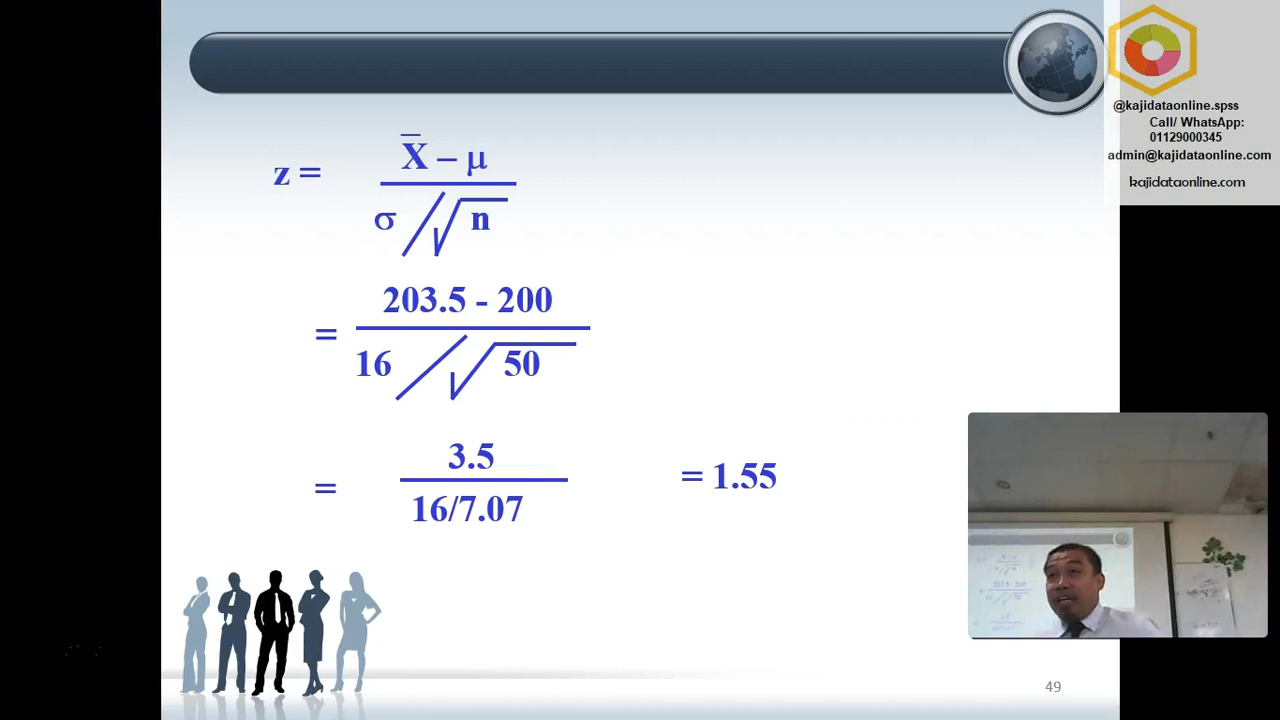 z = X̄ – μ
σ / √n
= 203.5 - 200
16 / √50
= 3.5
16/7.07
= 1.55
49
@kajidataonline.spss
Call/ WhatsApp:
01129000345
admin@kajidataonline.com
kajidataonline.com